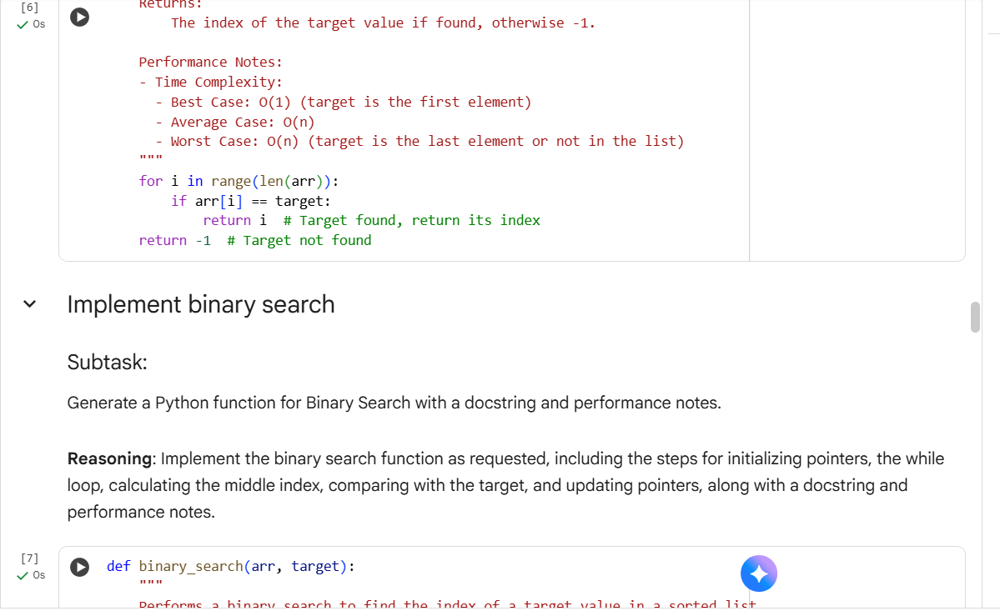 [6]
0s
Returns:
The index of the target value if found, otherwise -1.
Performance Notes:
- Time Complexity:
- Best Case: O(1) (target is the first element)
- Average Case: O(n)
- Worst Case: O(n) (target is the last element or not in the list)
"""
for i in range(len(arr)):
if arr[i] == target:
return i  # Target found, return its index
return -1  # Target not found
Implement binary search
Subtask:
Generate a Python function for Binary Search with a docstring and performance notes.
Reasoning: Implement the binary search function as requested, including the steps for initializing pointers, the while
loop, calculating the middle index, comparing with the target, and updating pointers, along with a docstring and
performance notes.
[7]
0s
def binary_search(arr, target):
"""
Performs a binary search to find the index of a target value in a sorted list